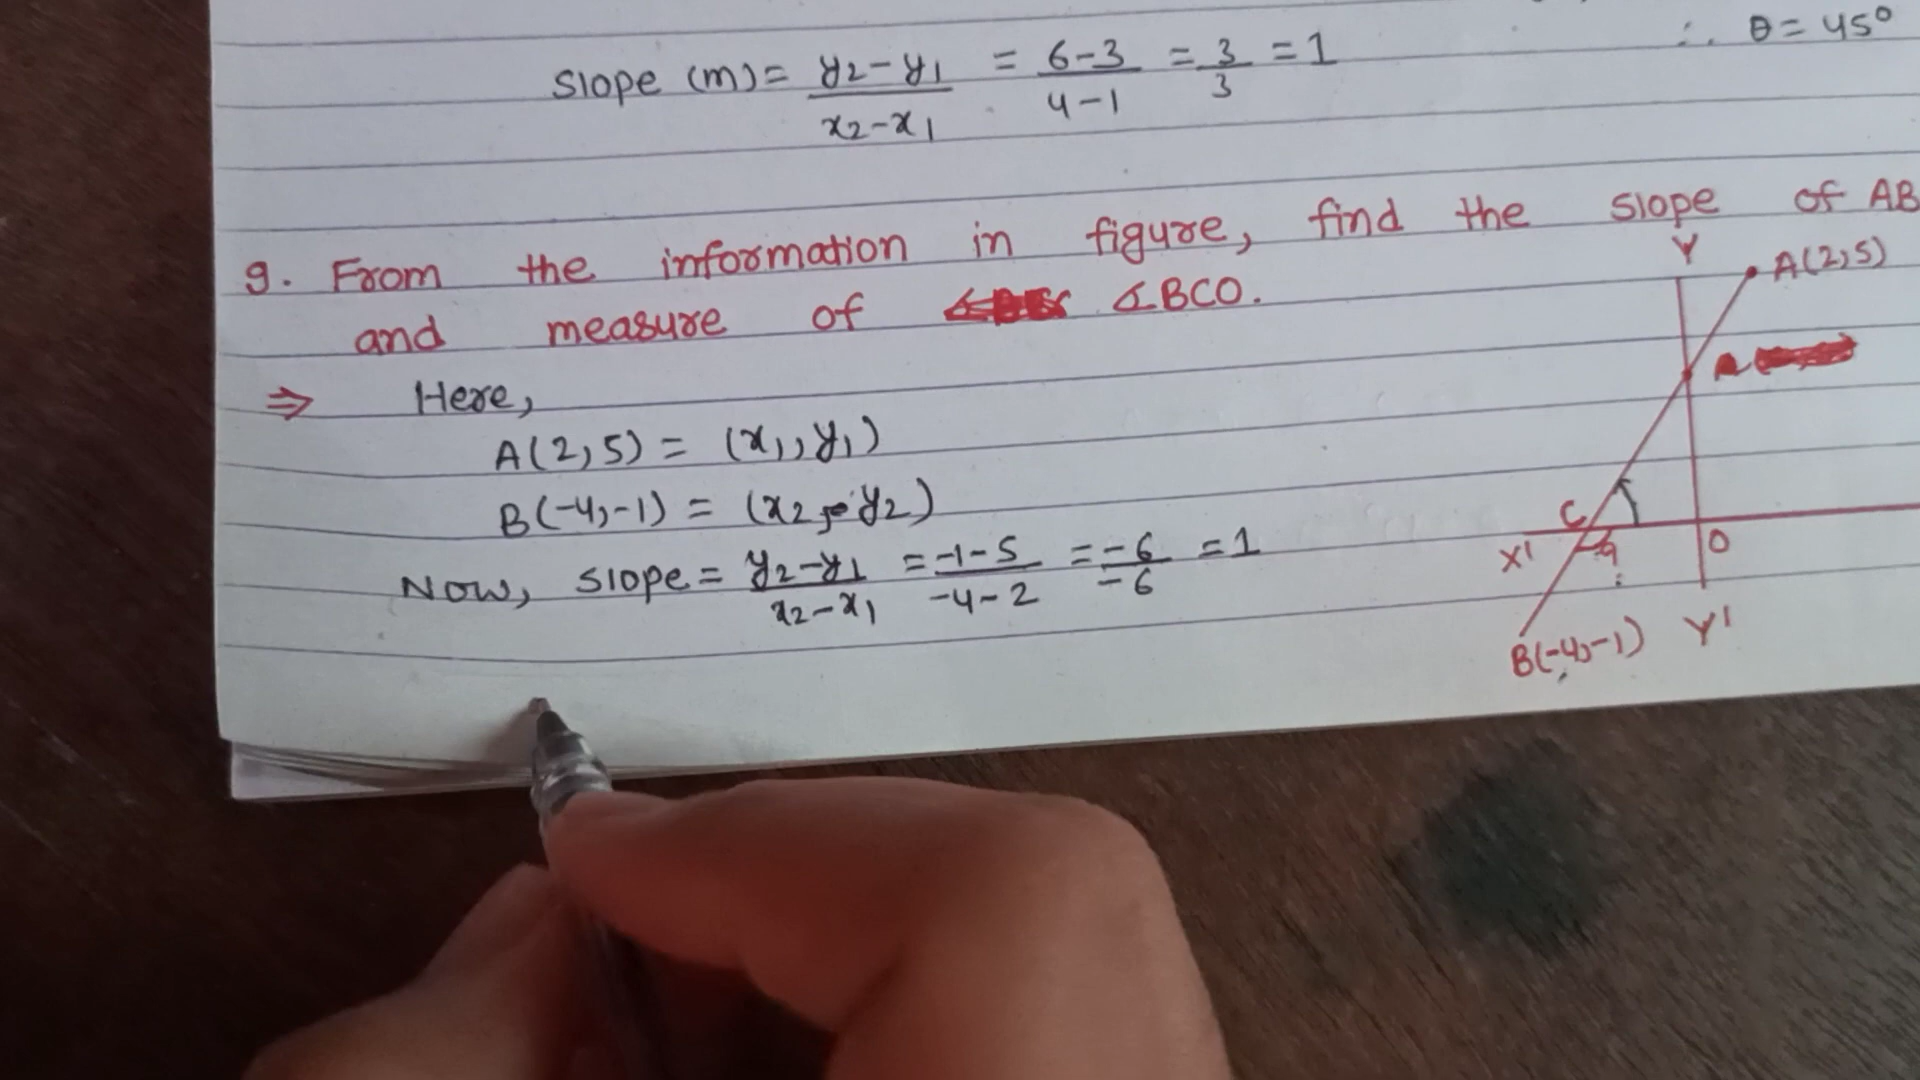 ∴ θ = 45°
Slope (m) = y2-y1/x2-x1 = 6-3/4-1 = 3/3 = 1
9. From the information in figure, find the slope of AB
and measure of ∡BCO.
⇒ Here,
A(2,5) = (x1,y1)
B(-4,-1) = (x2,y2)
Now, slope = y2-y1/x2-x1 = -1-5/-4-2 = -6/-6 = 1
Y
A(2,5)
C
X'
O
B(-4,-1)
Y'